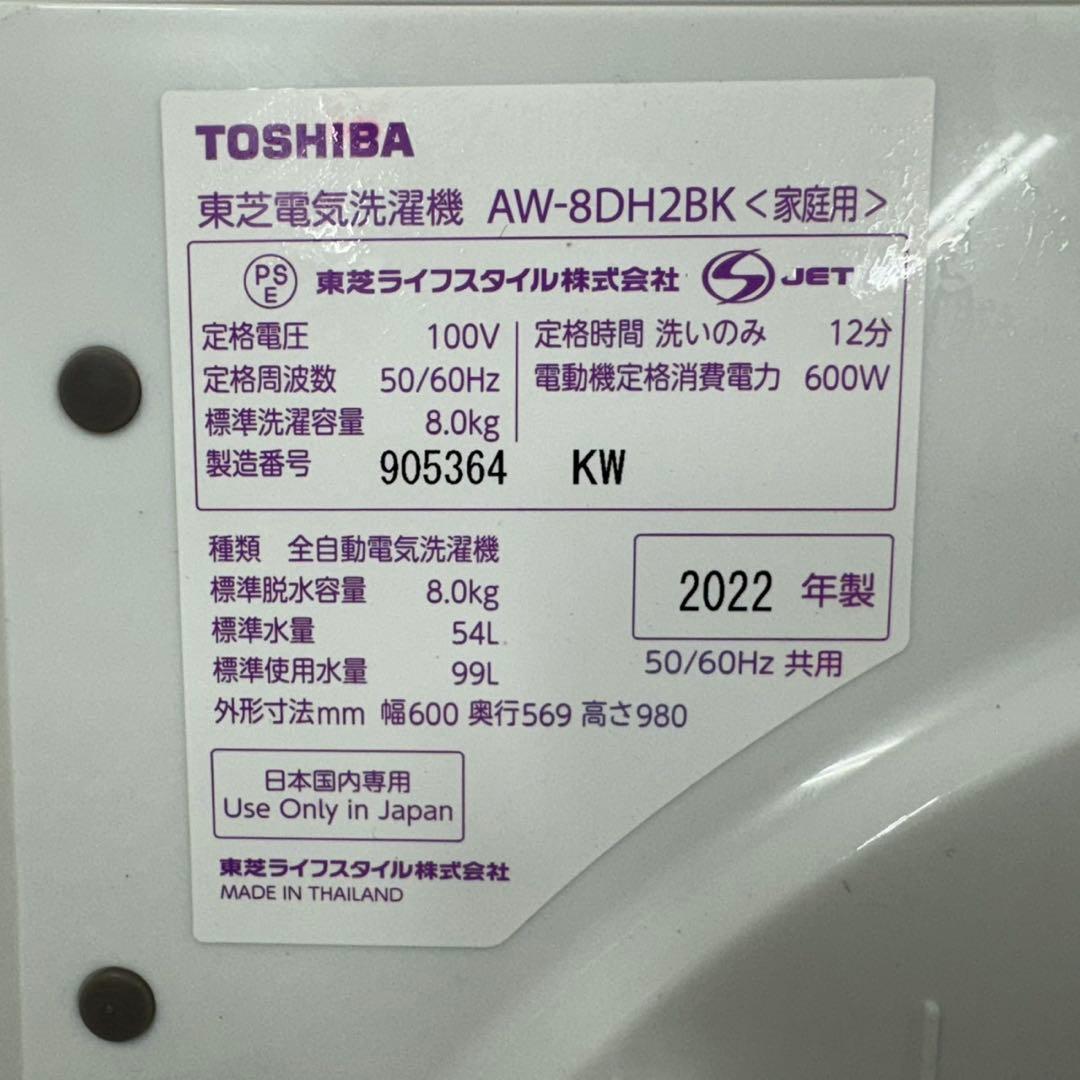 TOSHIBA
東芝電気洗濯機 AW-8DH2BK<家庭用>
PS
E
東芝ライフスタイル株式会社 S JET
定格電圧 100V 定格時間 洗いのみ 12分
定格周波数 50/60Hz 電動機定格消費電力 600W
標準洗濯容量 8.0kg
製造番号 905364 KW
種類 全自動電気洗濯機
標準脱水容量 8.0kg
2022 年製
標準水量 54L
標準使用水量 99L
50/60Hz 共用
外形寸法mm 幅600 奥行569 高さ980
日本国内専用
Use Only in Japan
東芝ライフスタイル株式会社
MADE IN THAILAND